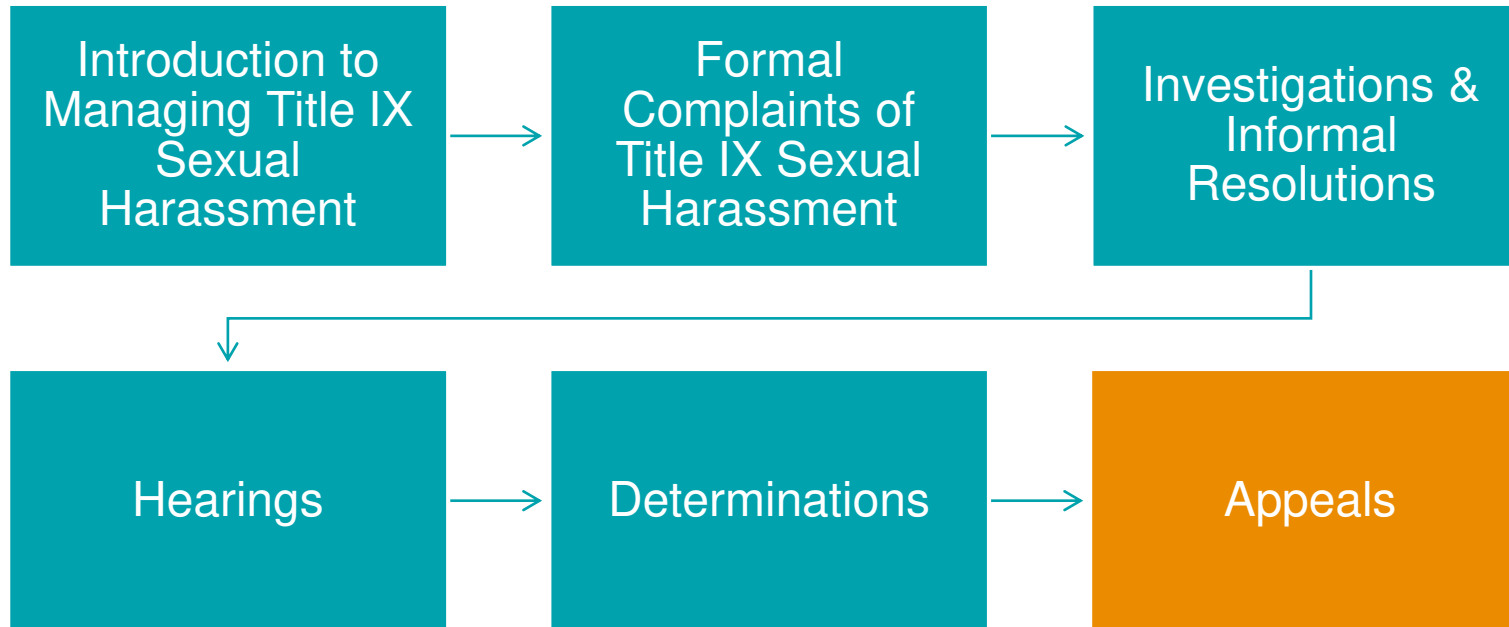 Introduction to
Managing Title IX
Sexual
Harassment
Formal
Complaints of
Title IX Sexual
Harassment
Investigations &
Informal
Resolutions
Hearings
Determinations
Appeals